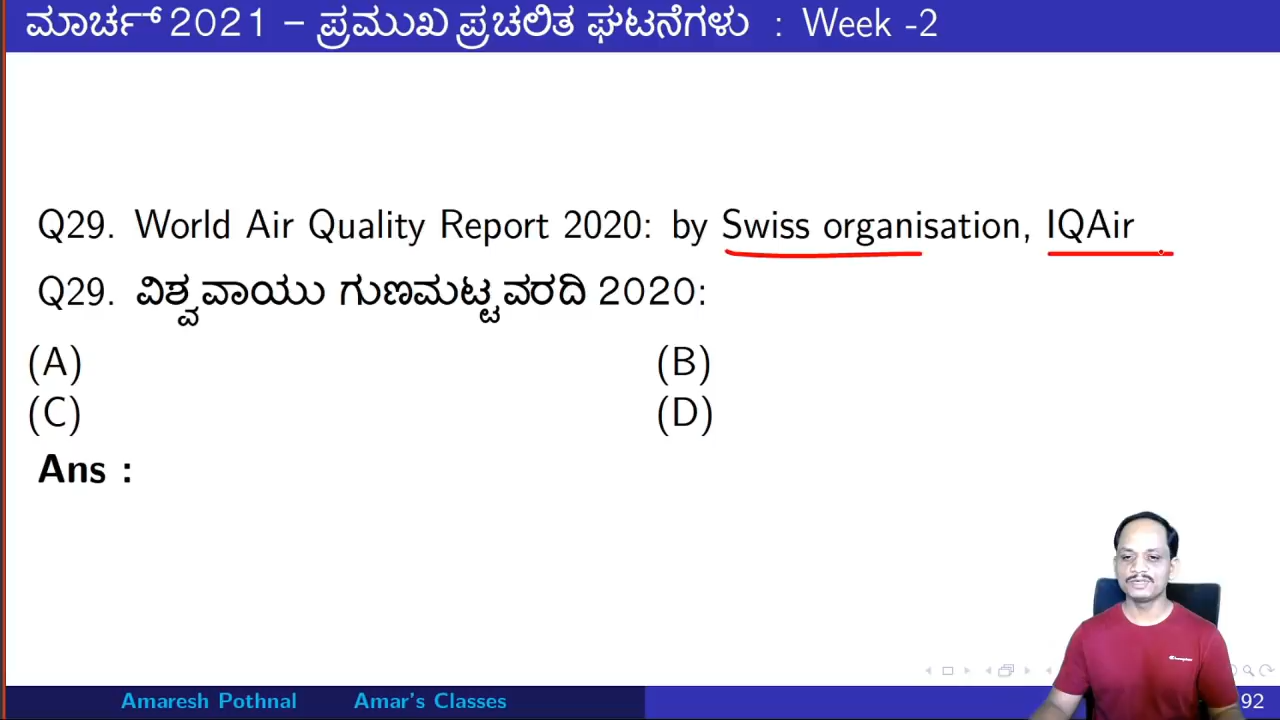 ಮಾರ್ಚ್ 2021 – ಪ್ರಮುಖ ಪ್ರಚಲಿತ ಘಟನೆಗಳು : Week -2
Q29. World Air Quality Report 2020: by Swiss organisation, IQAir
Q29. ವಿಶ್ವವಾಯು ಗುಣಮಟ್ಟವರದಿ 2020:
(A)
(B)
(C)
(D)
Ans :
Amaresh Pothnal Amar's Classes
92